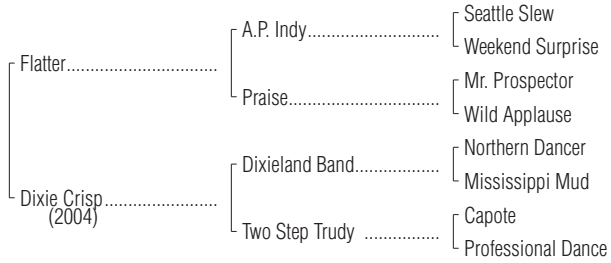 Seattle Slew
A.P. Indy........................
Weekend Surprise
Flatter...........................
Mr. Prospector
Praise...........................
Wild Applause
Northern Dancer
Dixieland Band...............
Mississippi Mud
Dixie Crisp....................
(2004)
Capote
Two Step Trudy ..............
Professional Dance